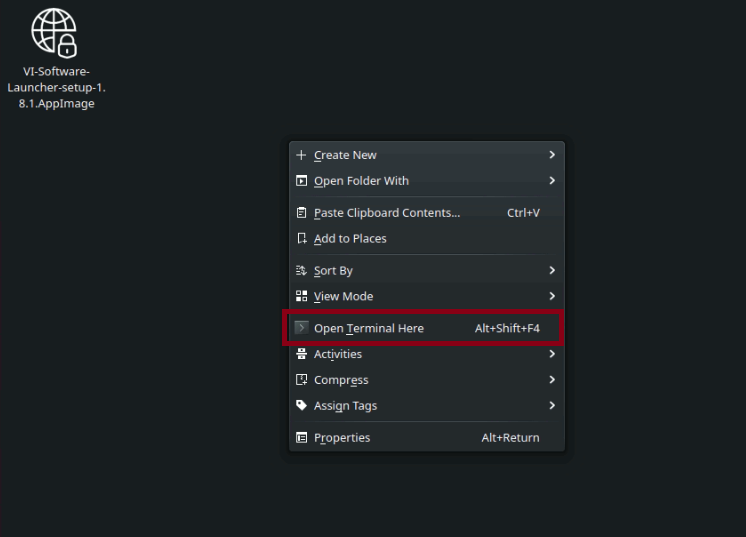 VI-Software-
Launcher-setup-1.
8.1.AppImage
Create New
Open Folder With
Paste Clipboard Contents... Ctrl+V
Add to Places
Sort By
View Mode
Open Terminal Here Alt+Shift+F4
Activities
Compress
Assign Tags
Properties Alt+Return